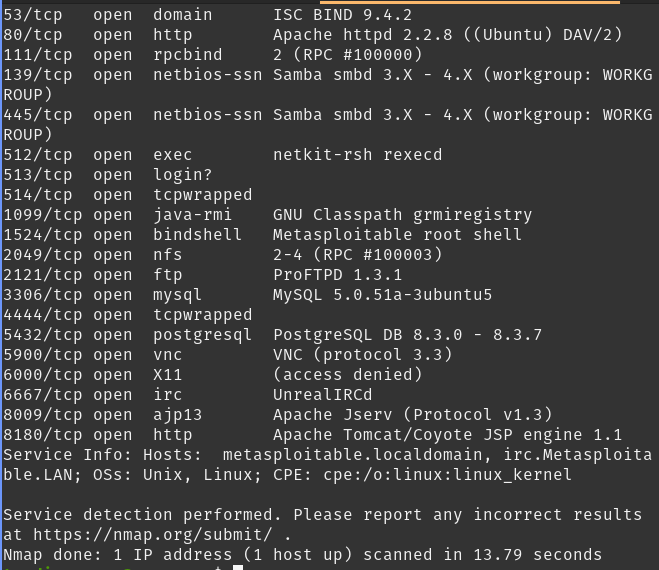 53/tcp   open  domain      ISC BIND 9.4.2
80/tcp   open  http        Apache httpd 2.2.8 ((Ubuntu) DAV/2)
111/tcp  open  rpcbind     2 (RPC #100000)
139/tcp  open  netbios-ssn Samba smbd 3.X - 4.X (workgroup: WORKG
ROUP)
445/tcp  open  netbios-ssn Samba smbd 3.X - 4.X (workgroup: WORKG
ROUP)
512/tcp  open  exec        netkit-rsh rexecd
513/tcp  open  login?
514/tcp  open  tcpwrapped
1099/tcp open  java-rmi    GNU Classpath grmiregistry
1524/tcp open  bindshell   Metasploitable root shell
2049/tcp open  nfs         2-4 (RPC #100003)
2121/tcp open  ftp         ProFTPD 1.3.1
3306/tcp open  mysql       MySQL 5.0.51a-3ubuntu5
4444/tcp open  tcpwrapped
5432/tcp open  postgresql  PostgreSQL DB 8.3.0 - 8.3.7
5900/tcp open  vnc         VNC (protocol 3.3)
6000/tcp open  X11         (access denied)
6667/tcp open  irc         UnrealIRCd
8009/tcp open  ajp13       Apache Jserv (Protocol v1.3)
8180/tcp open  http        Apache Tomcat/Coyote JSP engine 1.1
Service Info: Hosts:  metasploitable.localdomain, irc.Metasploita
ble.LAN; OSs: Unix, Linux; CPE: cpe:/o:linux:linux_kernel
Service detection performed. Please report any incorrect results
at https://nmap.org/submit/ .
Nmap done: 1 IP address (1 host up) scanned in 13.79 seconds